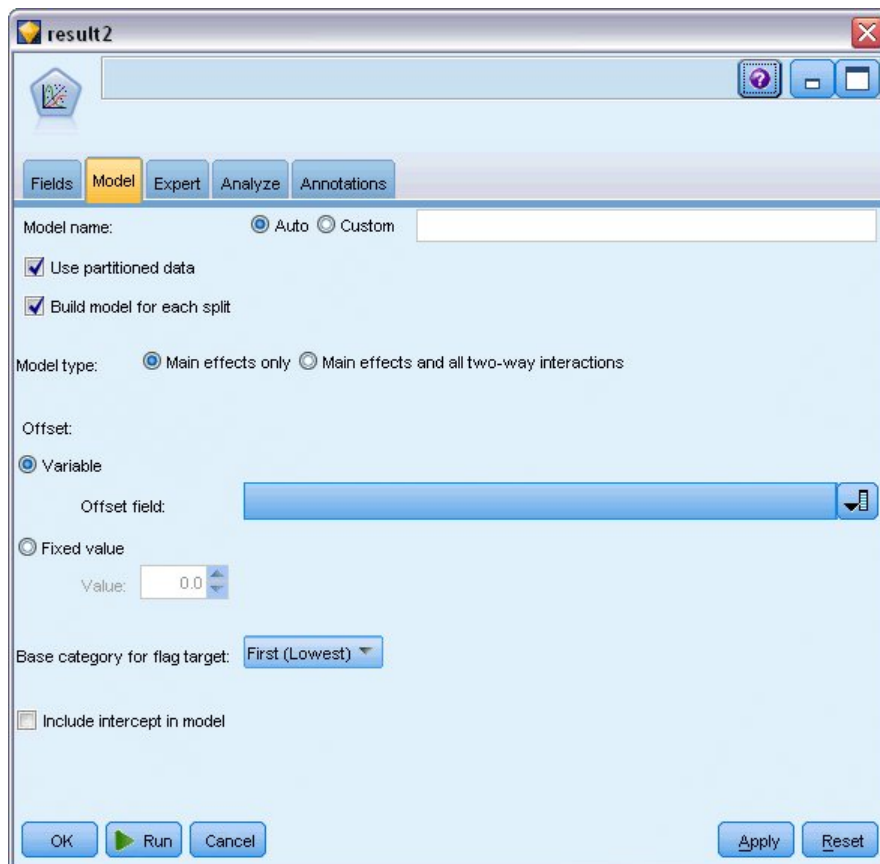 result2
Fields Model Expert Analyze Annotations
Model name: Auto Custom
Use partitioned data
Build model for each split
Model type: Main effects only Main effects and all two-way interactions
Offset:
Variable
Offset field:
Fixed value
Value: 0.0
Base category for flag target: First (Lowest)
Include intercept in model
OK Run Cancel Apply Reset